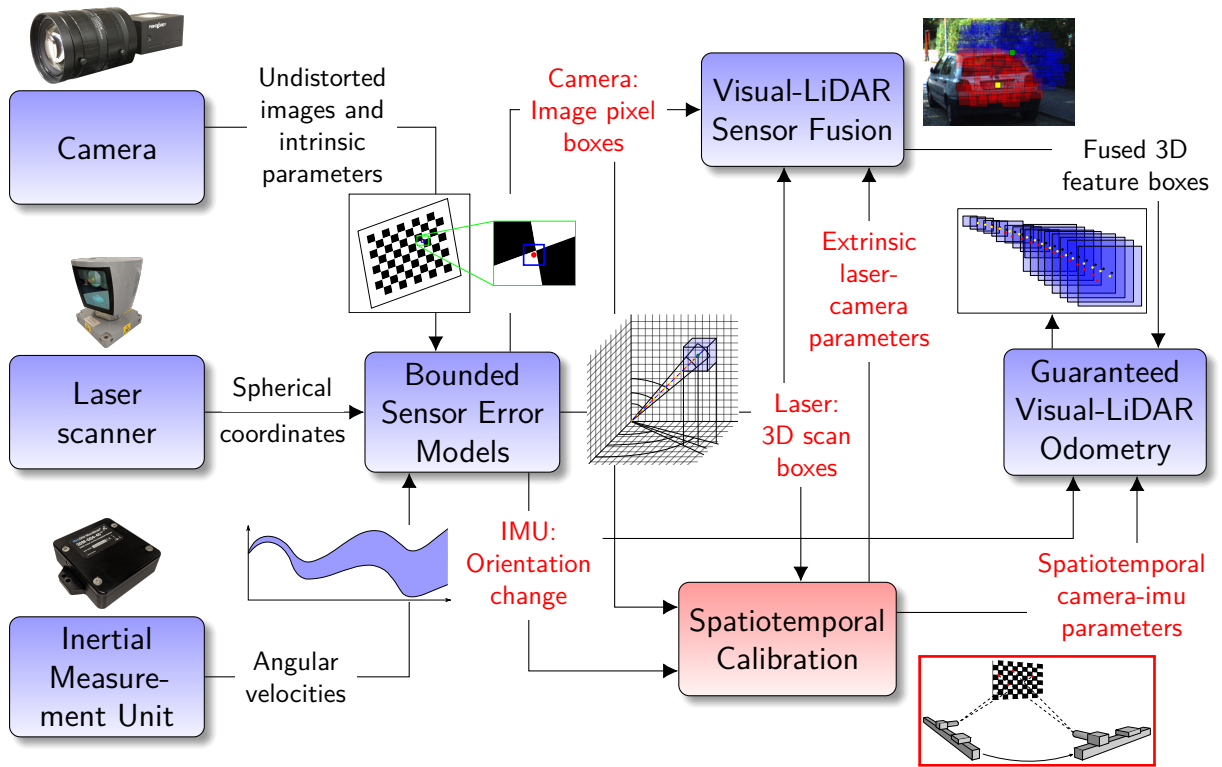 Camera
Undistorted
images and
intrinsic
parameters
Camera:
Image pixel
boxes
Visual-LiDAR
Sensor Fusion
Fused 3D
feature boxes
Extrinsic
laser-
camera
parameters
Laser
scanner
Spherical
coordinates
Bounded
Sensor Error
Models
Laser:
3D scan
boxes
Guaranteed
Visual-LiDAR
Odometry
IMU:
Orientation
change
Inertial
Measure-
ment Unit
Angular
velocities
Spatiotemporal
Calibration
Spatiotemporal
camera-imu
parameters